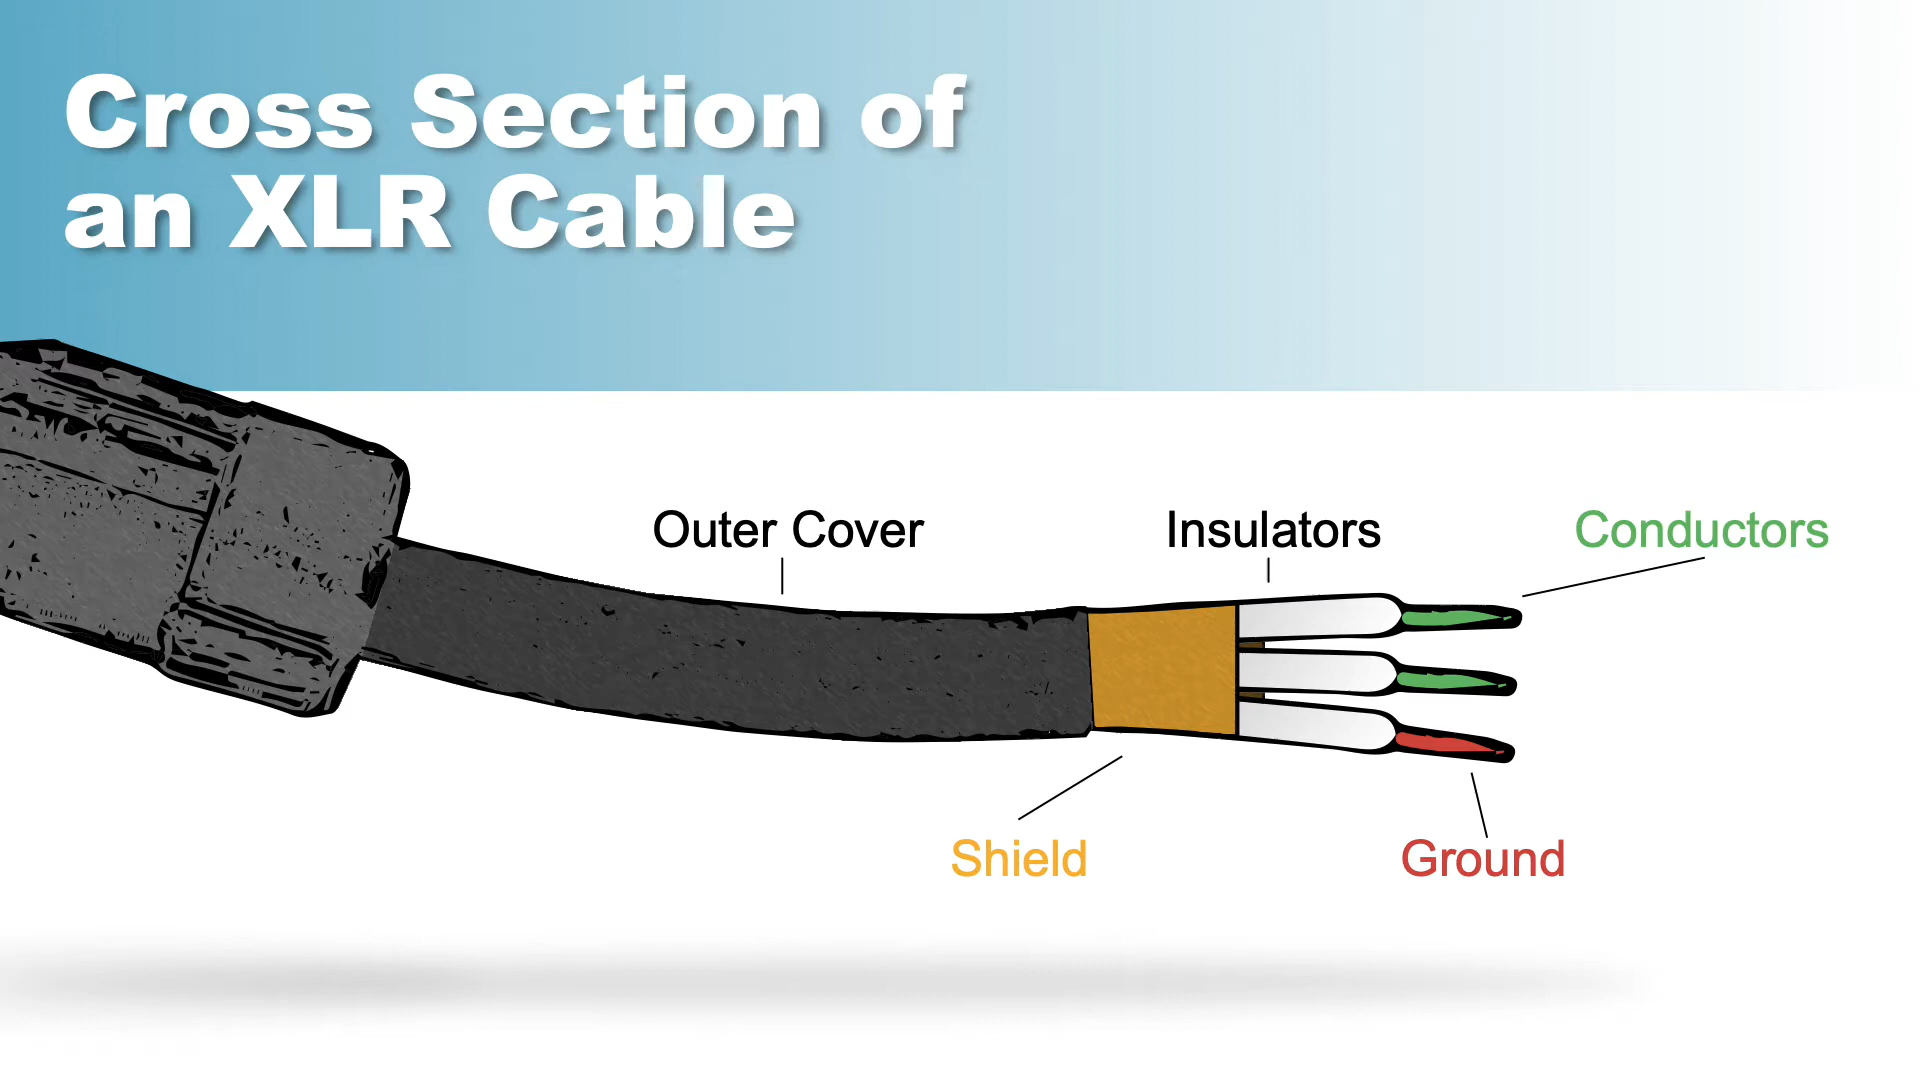 Cross Section of
an XLR Cable
Outer Cover
Insulators
Conductors
Shield
Ground